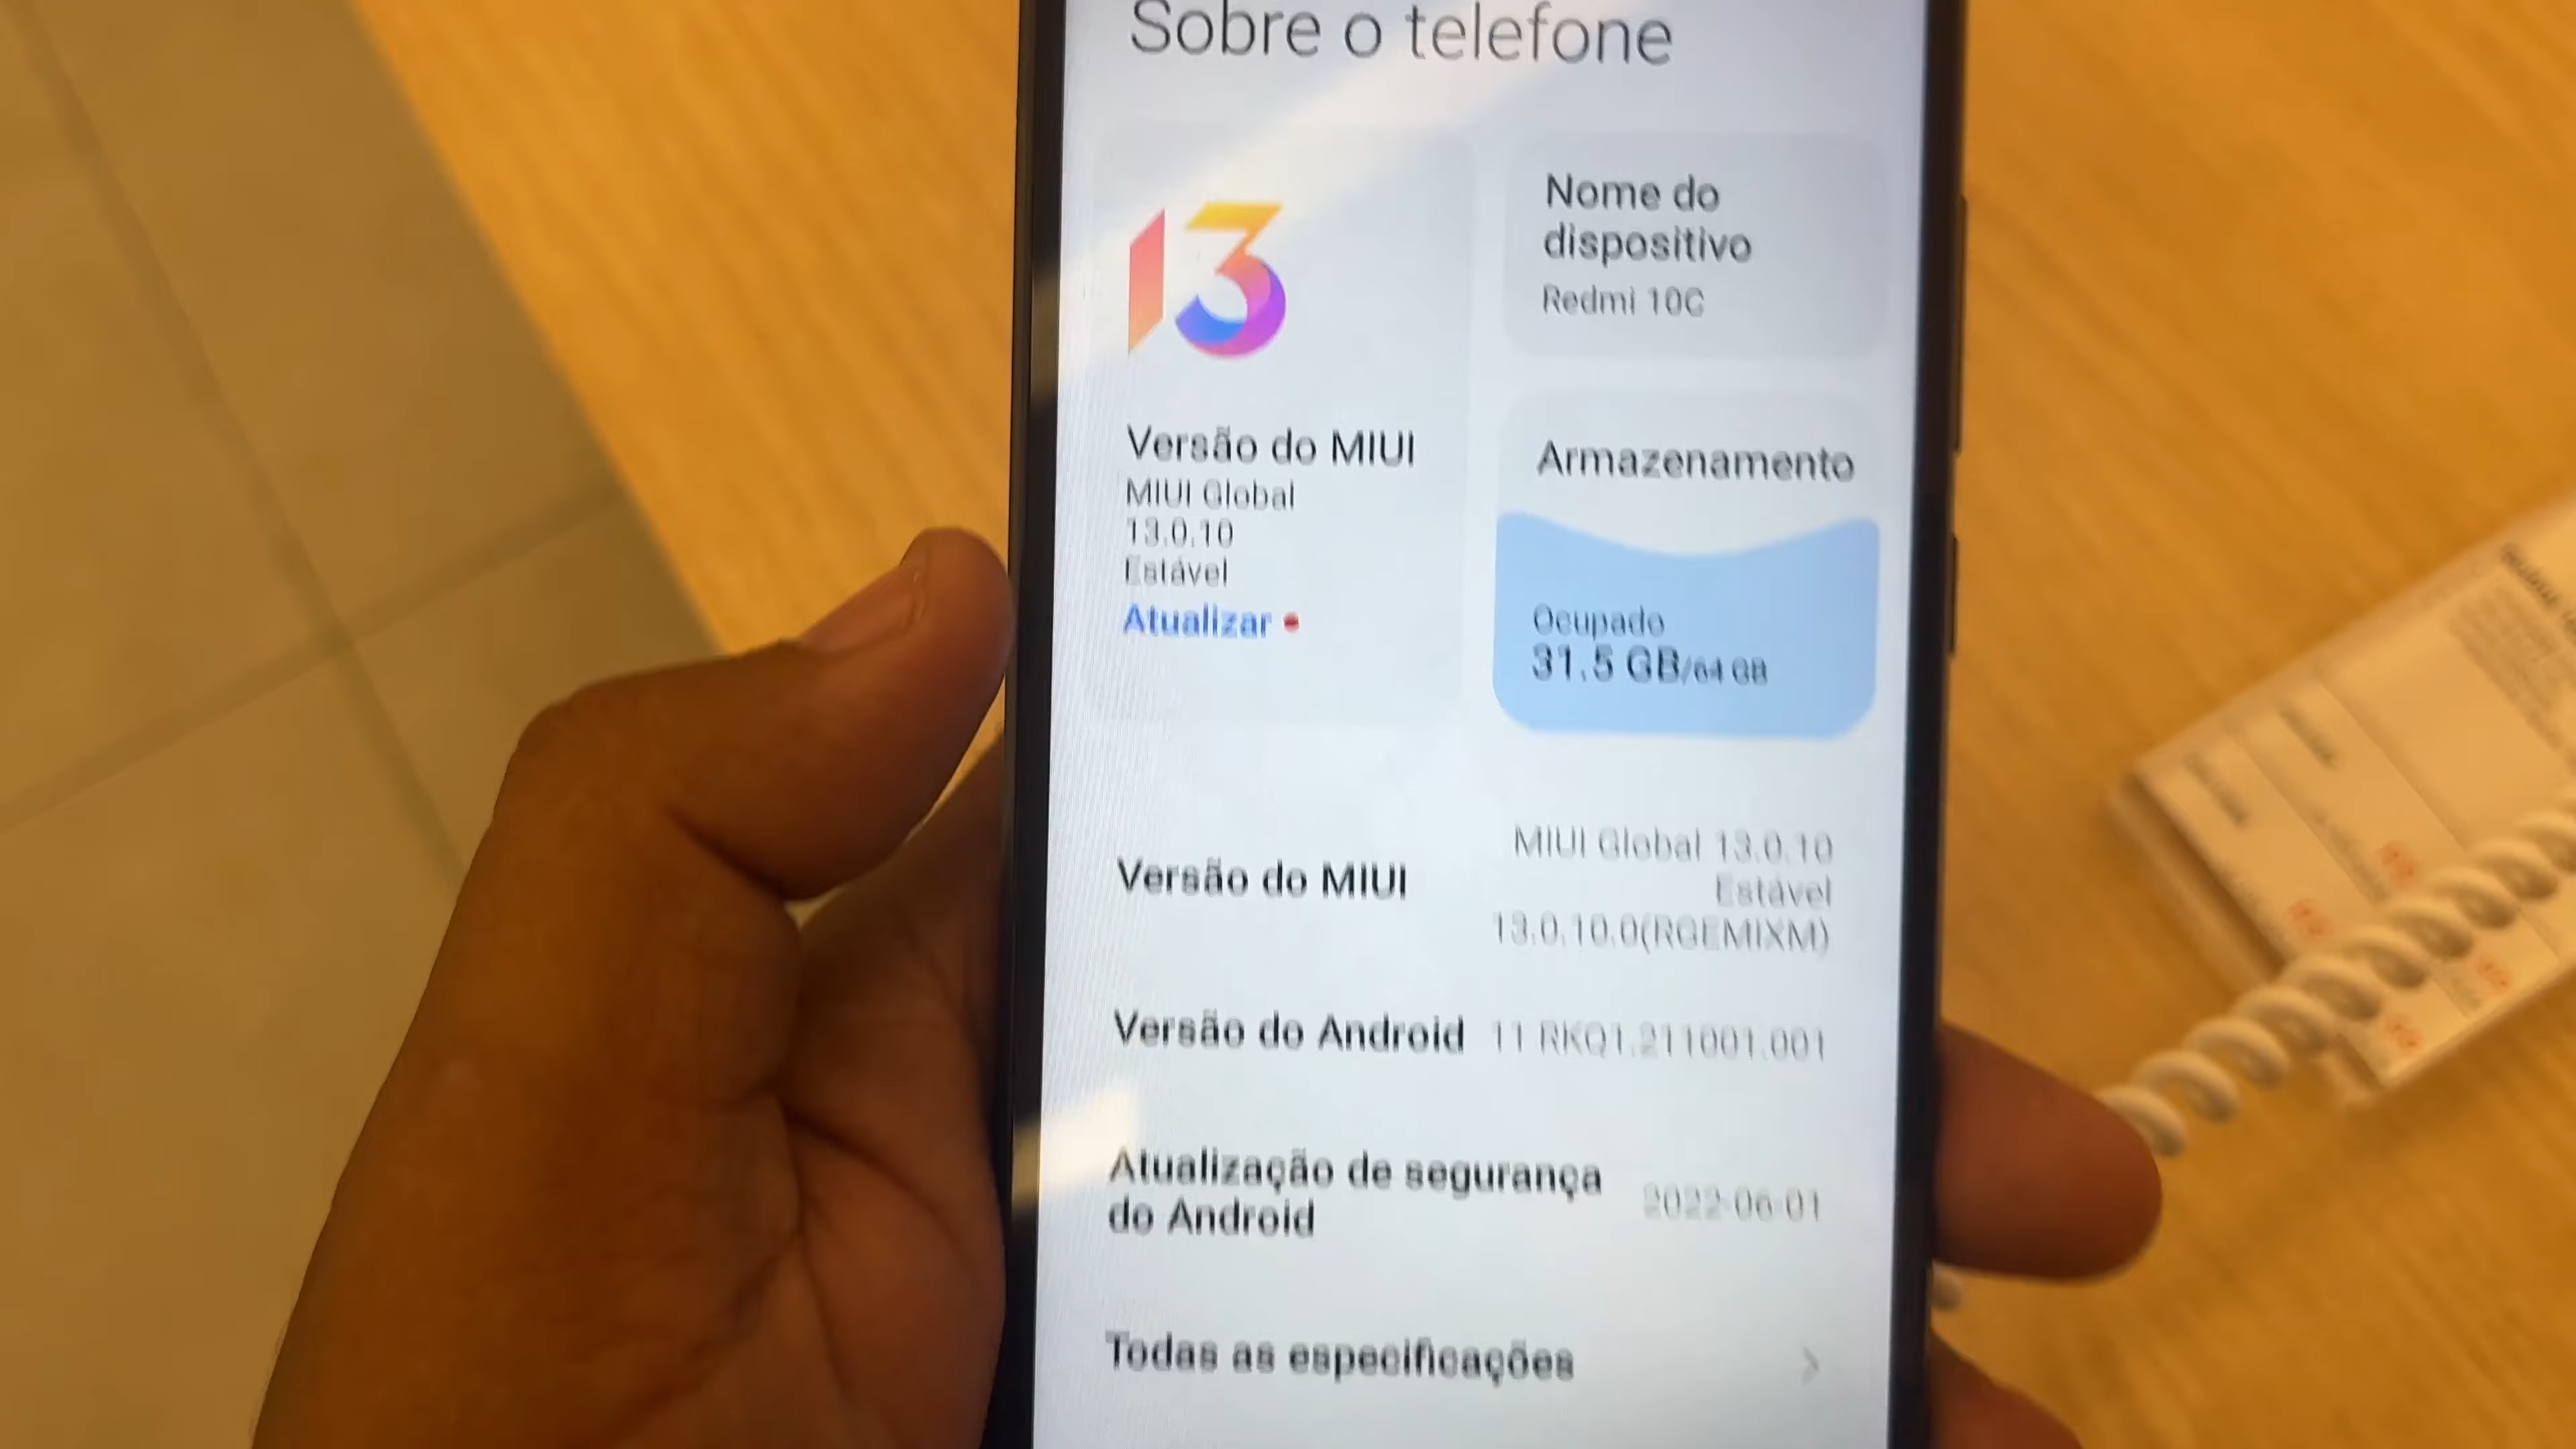 Sobre o telefone
13
Nome do
dispositivo
Redmi 10C
Versão do MIUI
MIUI Global
13.0.10
Estável
Atualizar
Armazenamento
Ocupado
31.5 GB/64 GB
Versão do MIUI
MIUI Global 13.0.10
Estável
13.0.10.0(RGEMIXM)
Versão do Android
11 RKQ1.211001.001
Atualização de segurança
do Android
2022-06-01
Todas as especificações